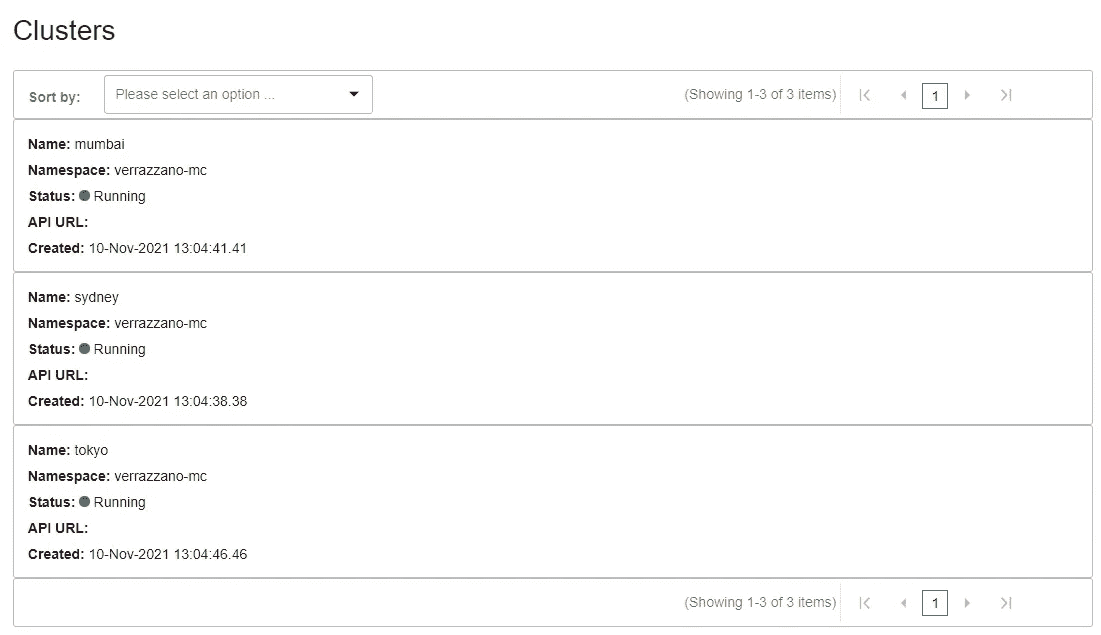 Clusters
Sort by: Please select an option ... (Showing 1-3 of 3 items) 1
Name: mumbai
Namespace: verrazzano-mc
Status: Running
API URL:
Created: 10-Nov-2021 13:04:41.41
Name: sydney
Namespace: verrazzano-mc
Status: Running
API URL:
Created: 10-Nov-2021 13:04:38.38
Name: tokyo
Namespace: verrazzano-mc
Status: Running
API URL:
Created: 10-Nov-2021 13:04:46.46
(Showing 1-3 of 3 items) 1